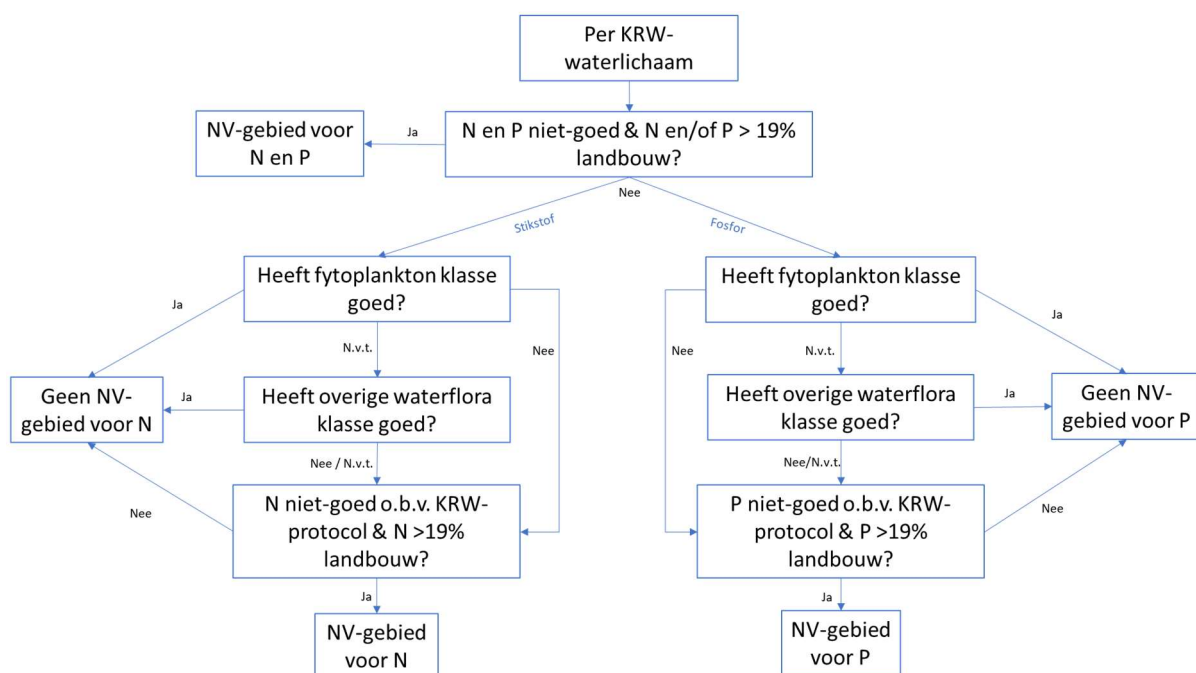 Per KRW-
waterlichaam
NV-gebied voor
N en P
Ja
N en P niet-goed & N en/of P > 19%
landbouw?
Nee
Stikstof
Fosfor
Heeft fytoplankton klasse
goed?
Heeft fytoplankton klasse
goed?
Ja
N.v.t.
Nee
Nee
N.v.t.
Ja
Geen NV-
gebied voor N
Ja
Heeft overige waterflora
klasse goed?
Heeft overige waterflora
klasse goed?
Ja
Geen NV-
gebied voor P
Nee / N.v.t.
Nee/N.v.t.
Nee
N niet-goed o.b.v. KRW-
protocol & N >19%
landbouw?
P niet-goed o.b.v. KRW-
protocol & P >19%
landbouw?
Nee
Ja
Ja
NV-gebied
voor N
NV-gebied
voor P